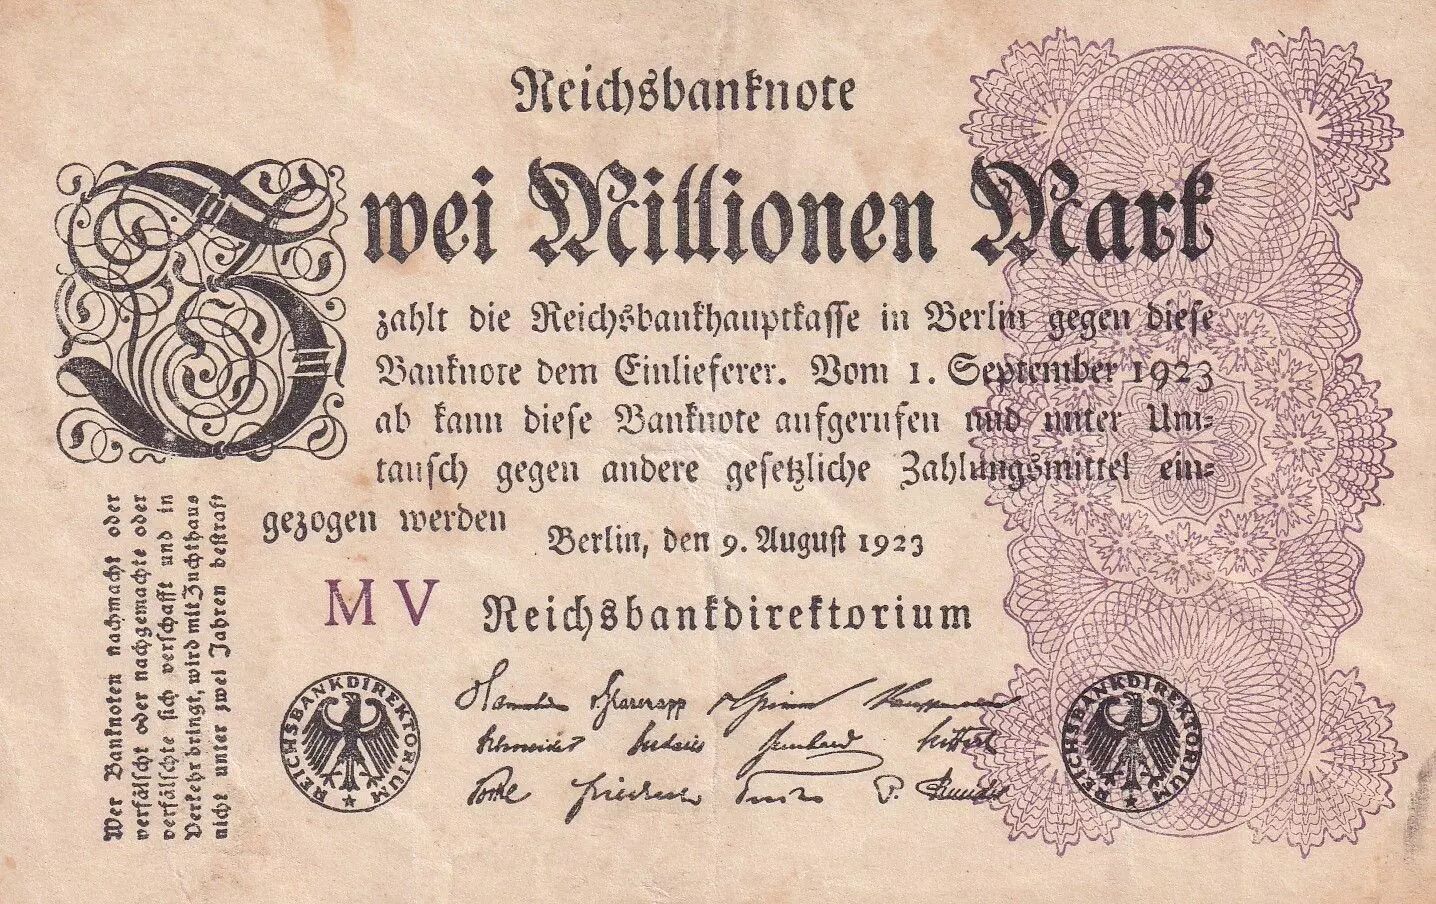 Reichsbanknote
Zwei Millionen Mark
zahlt die Reichsbankhauptkasse in Berlin gegen diese
Banknote dem Einlieferer. Vom 1. September 1923
ab kann diese Banknote aufgerufen und unter Um-
tausch gegen andere gesetzliche Zahlungsmittel ein-
gezogen werden
Berlin, den 9. August 1923
MV Reichsbankdirektorium
REICHSBANKDIREKTORIUM
REICHSBANKDIREKTORIUM
Wer Banknoten nachmacht oder
verfälscht oder nachgemachte oder
verfälschte sich verschafft und in
Verkehr bringt, wird mit Zuchthaus
nicht unter zwei Jahren bestraft